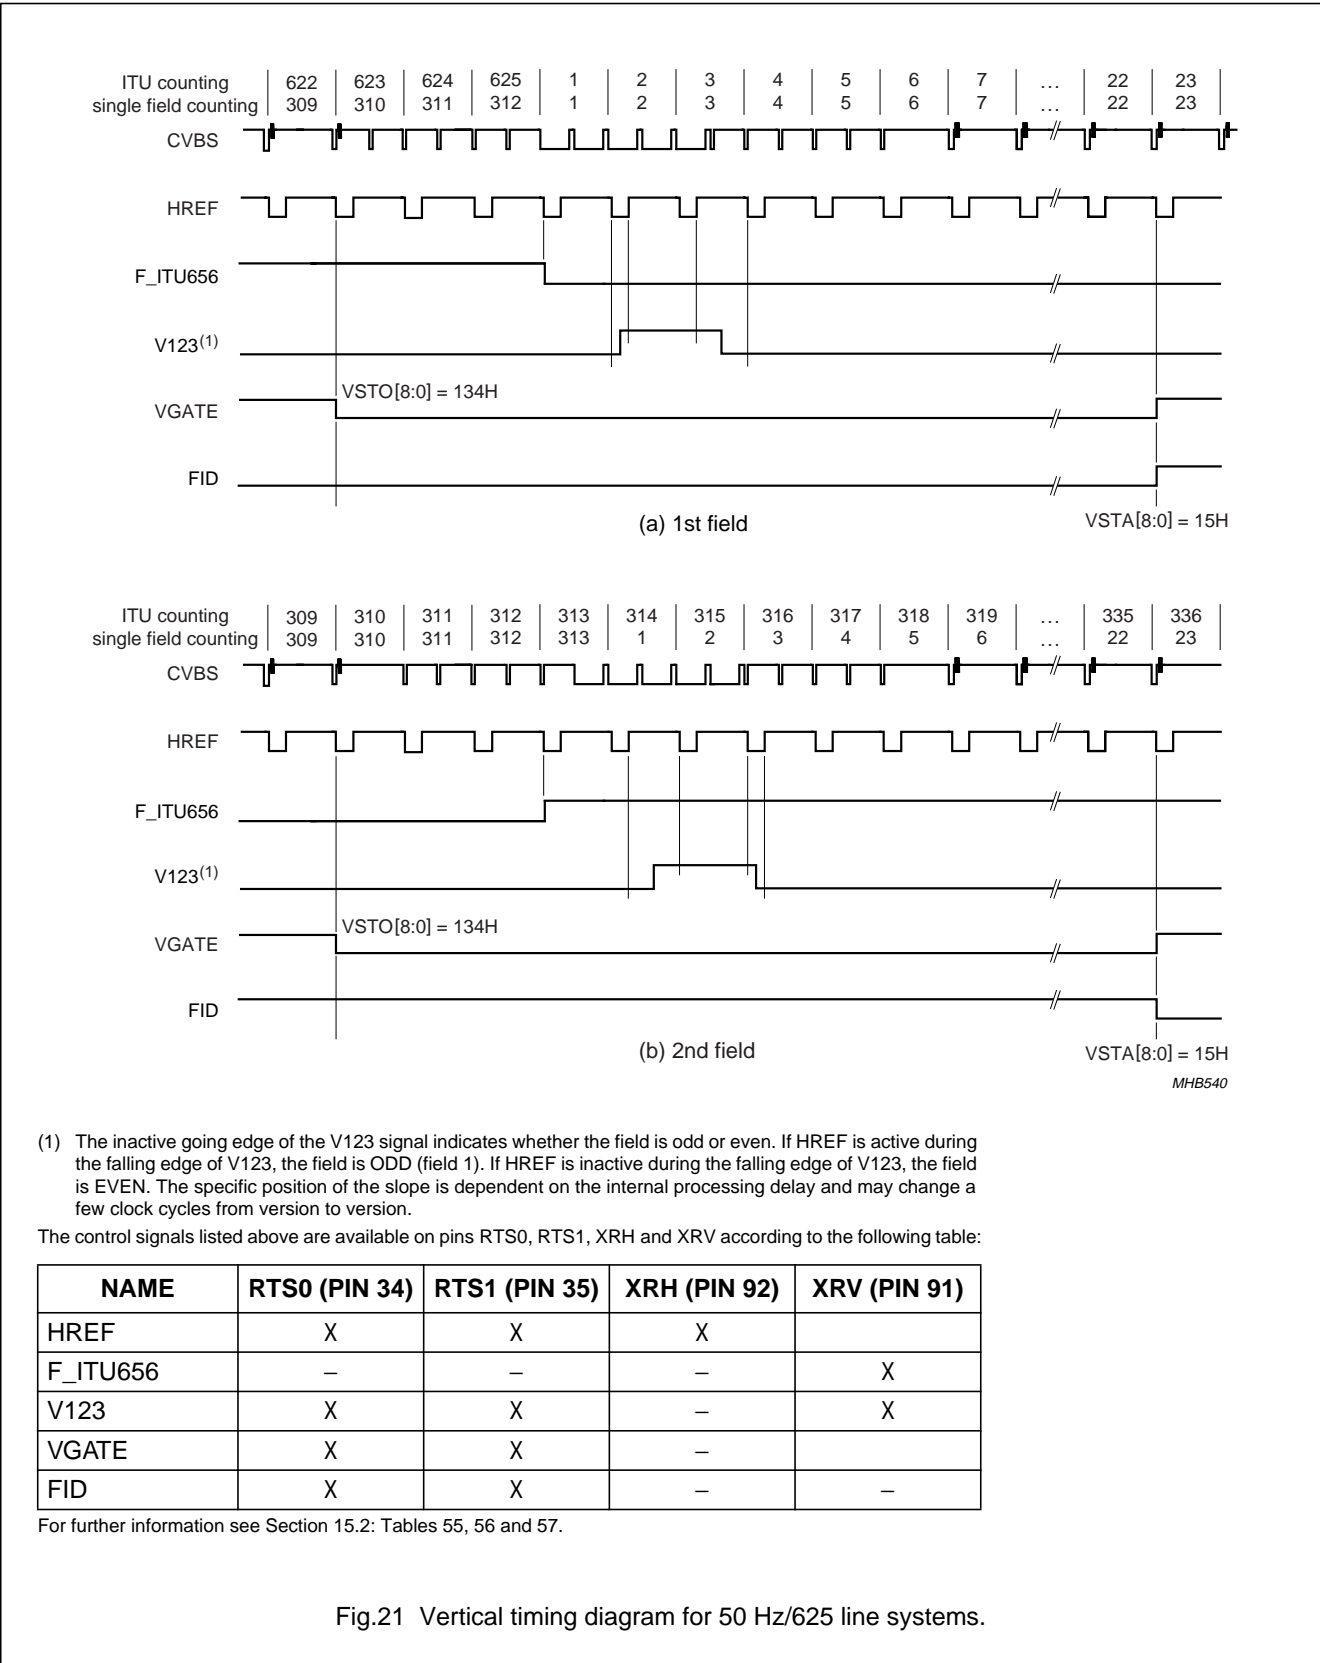 ITU counting 622 623 624 625 1 2 3 4 5 6 7 ... 22 23
single field counting 309 310 311 312 1 2 3 4 5 6 7 ... 22 23
CVBS
HREF
F_ITU656
V123(1)
VSTO[8:0] = 134H
VGATE
FID
(a) 1st field
VSTA[8:0] = 15H
ITU counting 309 310 311 312 313 314 315 316 317 318 319 ... 335 336
single field counting 309 310 311 312 313 1 2 3 4 5 6 ... 22 23
CVBS
HREF
F_ITU656
V123(1)
VSTO[8:0] = 134H
VGATE
FID
(b) 2nd field
VSTA[8:0] = 15H
MHB540
(1) The inactive going edge of the V123 signal indicates whether the field is odd or even. If HREF is active during
the falling edge of V123, the field is ODD (field 1). If HREF is inactive during the falling edge of V123, the field
is EVEN. The specific position of the slope is dependent on the internal processing delay and may change a
few clock cycles from version to version.
The control signals listed above are available on pins RTS0, RTS1, XRH and XRV according to the following table:
NAME RTS0 (PIN 34) RTS1 (PIN 35) XRH (PIN 92) XRV (PIN 91)
HREF X X X
F_ITU656 – – – X
V123 X X – X
VGATE X X –
FID X X – –
For further information see Section 15.2: Tables 55, 56 and 57.
Fig.21 Vertical timing diagram for 50 Hz/625 line systems.